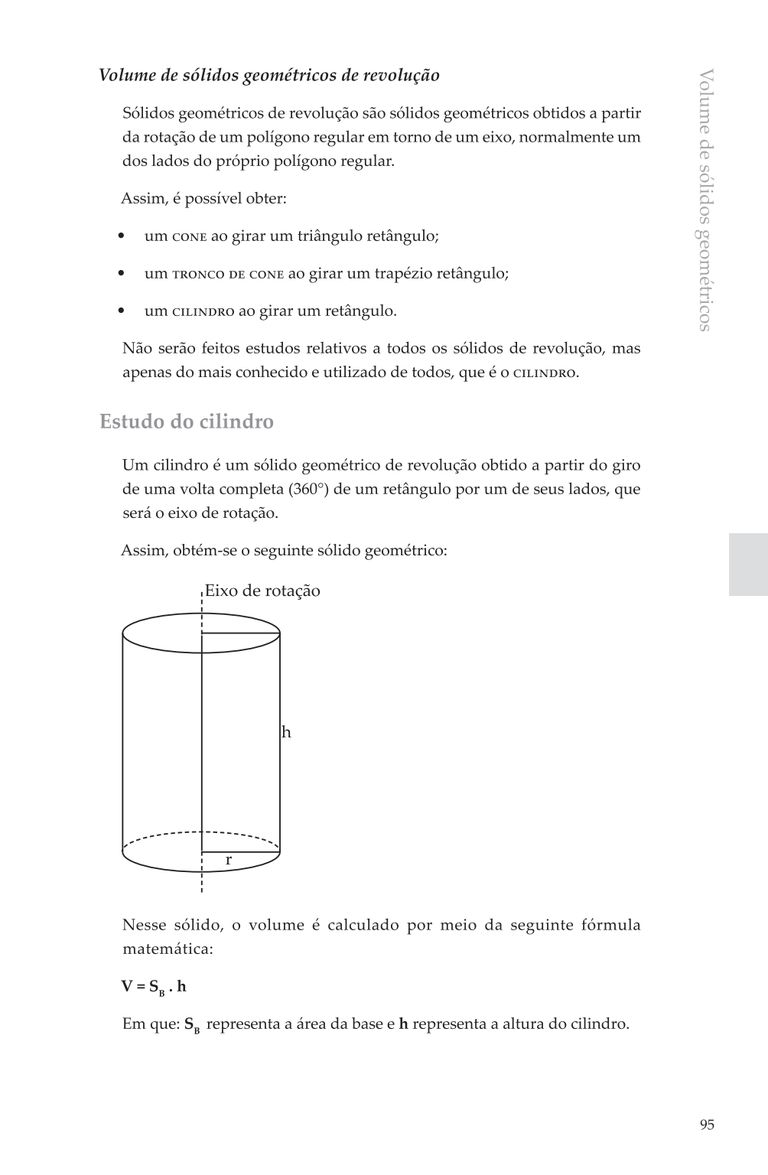 Volume de sólidos geométricos de revolução
Sólidos geométricos de revolução são sólidos geométricos obtidos a partir
da rotação de um polígono regular em torno de um eixo, normalmente um
dos lados do próprio polígono regular.
Assim, é possível obter:
• um CONE ao girar um triângulo retângulo;
• um TRONCO DE CONE ao girar um trapézio retângulo;
• um CILINDRO ao girar um retângulo.
Não serão feitos estudos relativos a todos os sólidos de revolução, mas
apenas do mais conhecido e utilizado de todos, que é o CILINDRO.
Estudo do cilindro
Um cilindro é um sólido geométrico de revolução obtido a partir do giro
de uma volta completa (360°) de um retângulo por um de seus lados, que
será o eixo de rotação.
Assim, obtém-se o seguinte sólido geométrico:
Eixo de rotação
h
r
Nesse sólido, o volume é calculado por meio da seguinte fórmula
matemática:
V = S_B . h
Em que: S_B representa a área da base e h representa a altura do cilindro.
Volume de sólidos geométricos
95